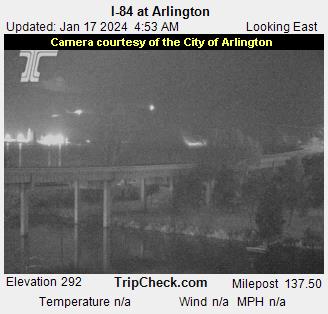 I-84 at Arlington
Updated: Jan 17 2024 4:53 AM Looking East
Camera courtesy of the City of Arlington
Elevation 292 TripCheck.com Milepost 137.50
Temperature n/a Wind n/a MPH n/a